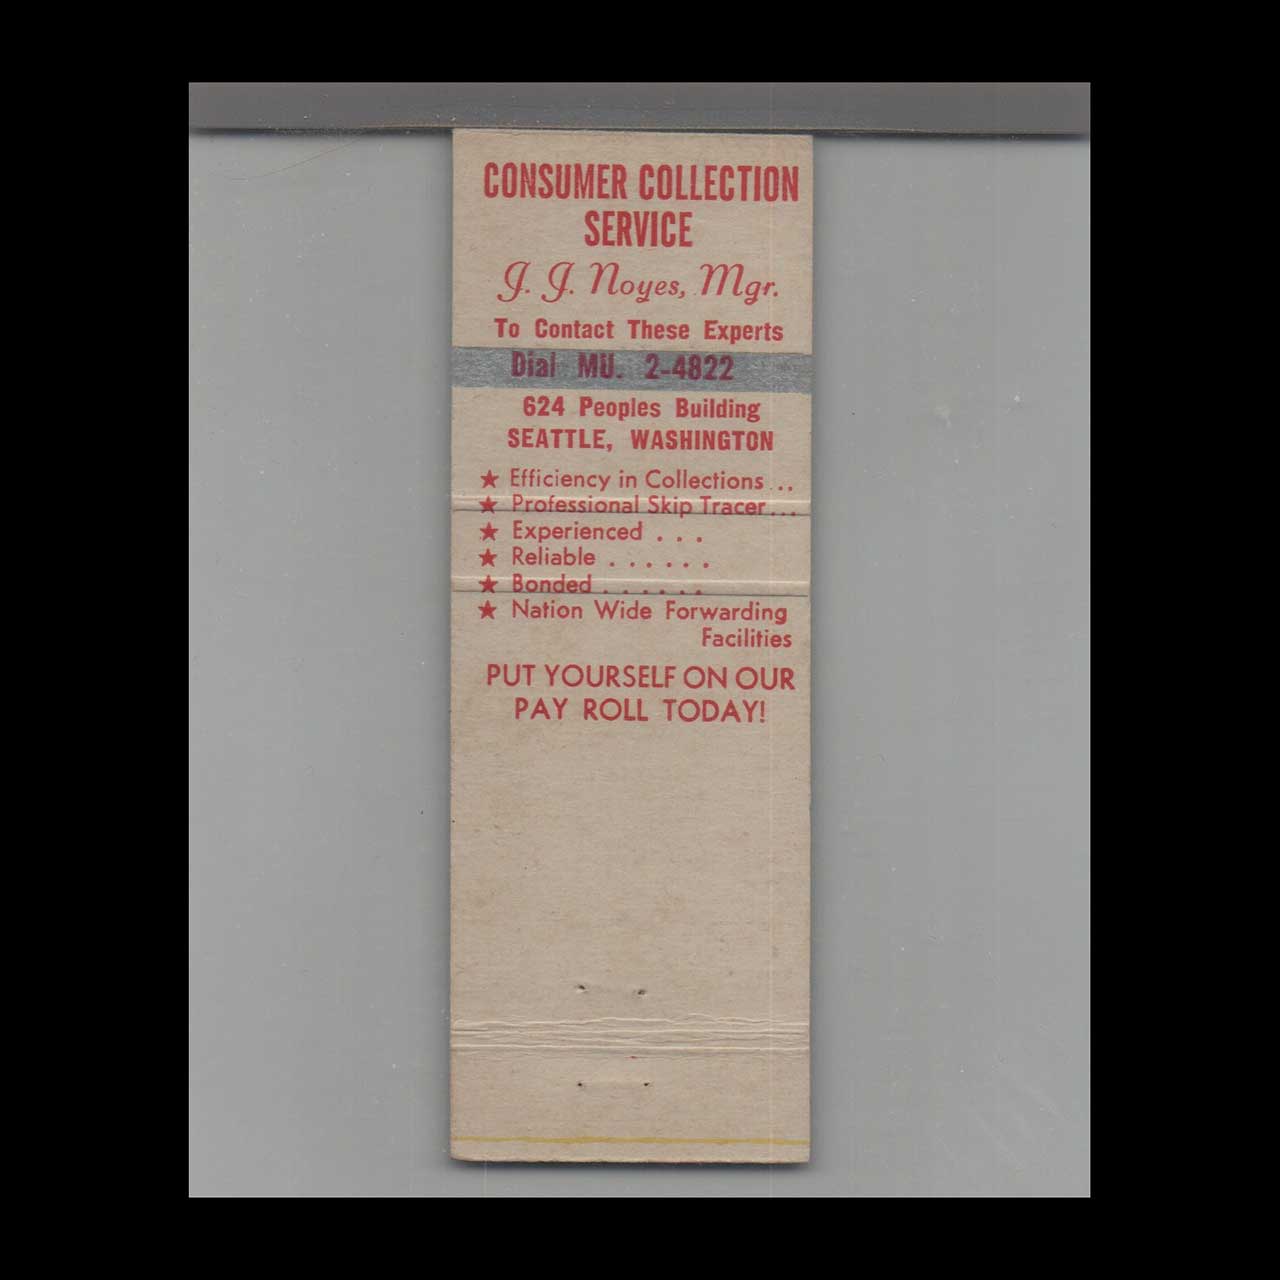 CONSUMER COLLECTION
SERVICE
J. J. Noyes, Mgr.
To Contact These Experts
Dial MU. 2-4822
624 Peoples Building
SEATTLE, WASHINGTON
★ Efficiency in Collections ...
★ Professional Skip Tracer...
★ Experienced . . .
★ Reliable . . . . . .
★ Bonded . . . . . .
★ Nation Wide Forwarding
Facilities
PUT YOURSELF ON OUR
PAY ROLL TODAY!